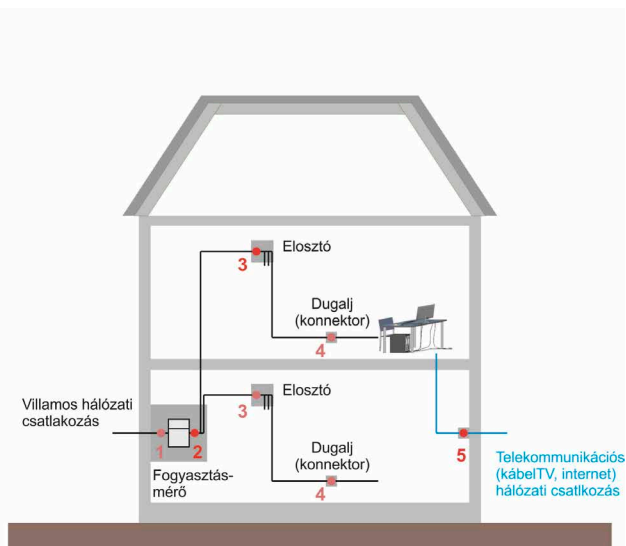 Elosztó
3
Dugalj
(konnektor)
4
Villamos hálózati
csatlakozás
Elosztó
3
1
2
Fogyasztás-
mérő
Dugalj
(konnektor)
4
5
Telekommunikációs
(kábelTV, internet)
hálózati csatlkozás